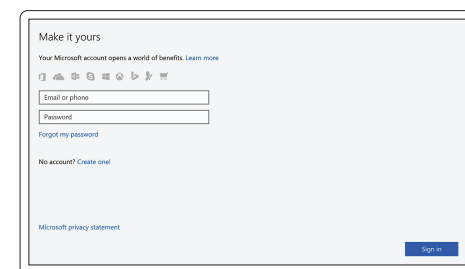 Make it yours
Your Microsoft account opens a world of benefits. Learn more
Email or phone
Password
Forgot my password
No account? Create one!
Microsoft privacy statement
Sign in